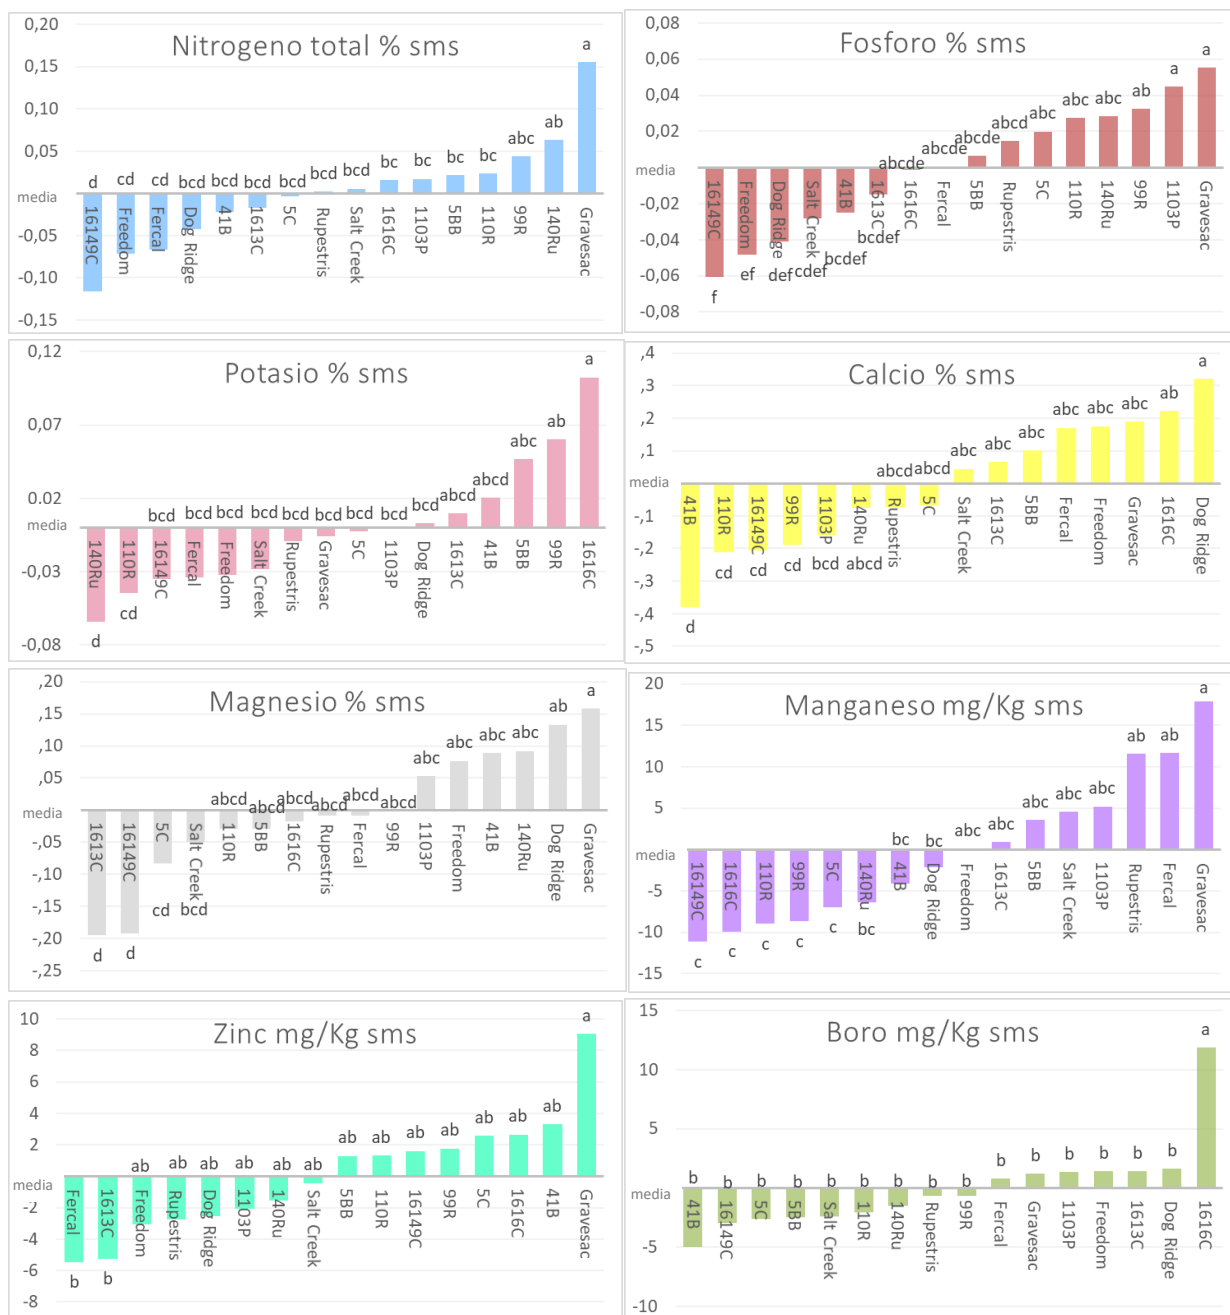 Nitrogeno total % sms
0,20
0,15
0,10
0,05
media
-0,05
-0,10
-0,15
d cd cd bcd bcd bcd bcd bcd bcd bc bc bc bc abc ab a
16149C Freedom Fercal Dog Ridge 41B 1613C 5C Rupestris Salt Creek 1616C 1103P 5BB 110R 99R 140Ru Gravesac
Fosforo % sms
0,08
0,06
0,04
0,02
media
-0,02
-0,04
-0,06
-0,08
f ef def cdef bcdef bcdef abcde abcde abcde abcd abcd abc abc ab a a
16149C Freedom Dog Ridge Salt Creek 41B 1613C 1616C Fercal 5BB Rupestris 5C 110R 140Ru 99R 1103P Gravesac
Potasio % sms
0,12
0,07
0.02
media
-0,03
-0,08
d cd bcd bcd bcd bcd bcd bcd bcd bcd bcd abcd abcd abc ab a
140Ru 110R 16149C Fercal Freedom Salt Creek Rupestris Gravesac 5C 1103P Dog Ridge 1613C 41B 5BB 99R 1616C
Calcio % sms
,4
,3
,2
,1
media
-,1
-,2
-,3
-,4
-,5
d cd cd cd bcd abcd abcd abcd abc abc abc abc abc abc ab a
41B 110R 16149C 99R 1103P 140Ru Rupestris 5C Salt Creek 1613C 5BB Fercal Freedom Gravesac 1616C Dog Ridge
Magnesio % sms
,20
,15
,10
,05
media
-,05
-,10
-,15
-,20
-,25
d d cd bcd abcd abcd abcd abcd abcd abcd abc abc abc abc ab a
1613C 16149C 5C Salt Creek 110R 5BB 1616C Rupestris Fercal 99R 1103P Freedom 41B 140Ru Dog Ridge Gravesac
Manganeso mg/Kg sms
20
15
10
5
media
-5
-10
-15
c c c c c bc bc bc abc abc abc abc abc ab ab a
16149C 1616C 110R 99R 5C 140Ru 41B Dog Ridge Freedom 1613C 5BB Salt Creek 1103P Rupestris Fercal Gravesac
Zinc mg/Kg sms
10
8
6
4
2
media
-2
-4
-6
-8
b b ab ab ab ab ab ab ab ab ab ab ab ab ab a
Fercal 1613C Freedom Rupestris Dog Ridge 1103P 140Ru Salt Creek 5BB 110R 16149C 99R 5C 1616C 41B Gravesac
Boro mg/Kg sms
15
10
5
media
-5
-10
b b b b b b b b b b b b b b b a
41B 16149C 5C 5BB Salt Creek 110R 140Ru Rupestris 99R Fercal Gravesac 1103P Freedom 1613C Dog Ridge 1616C